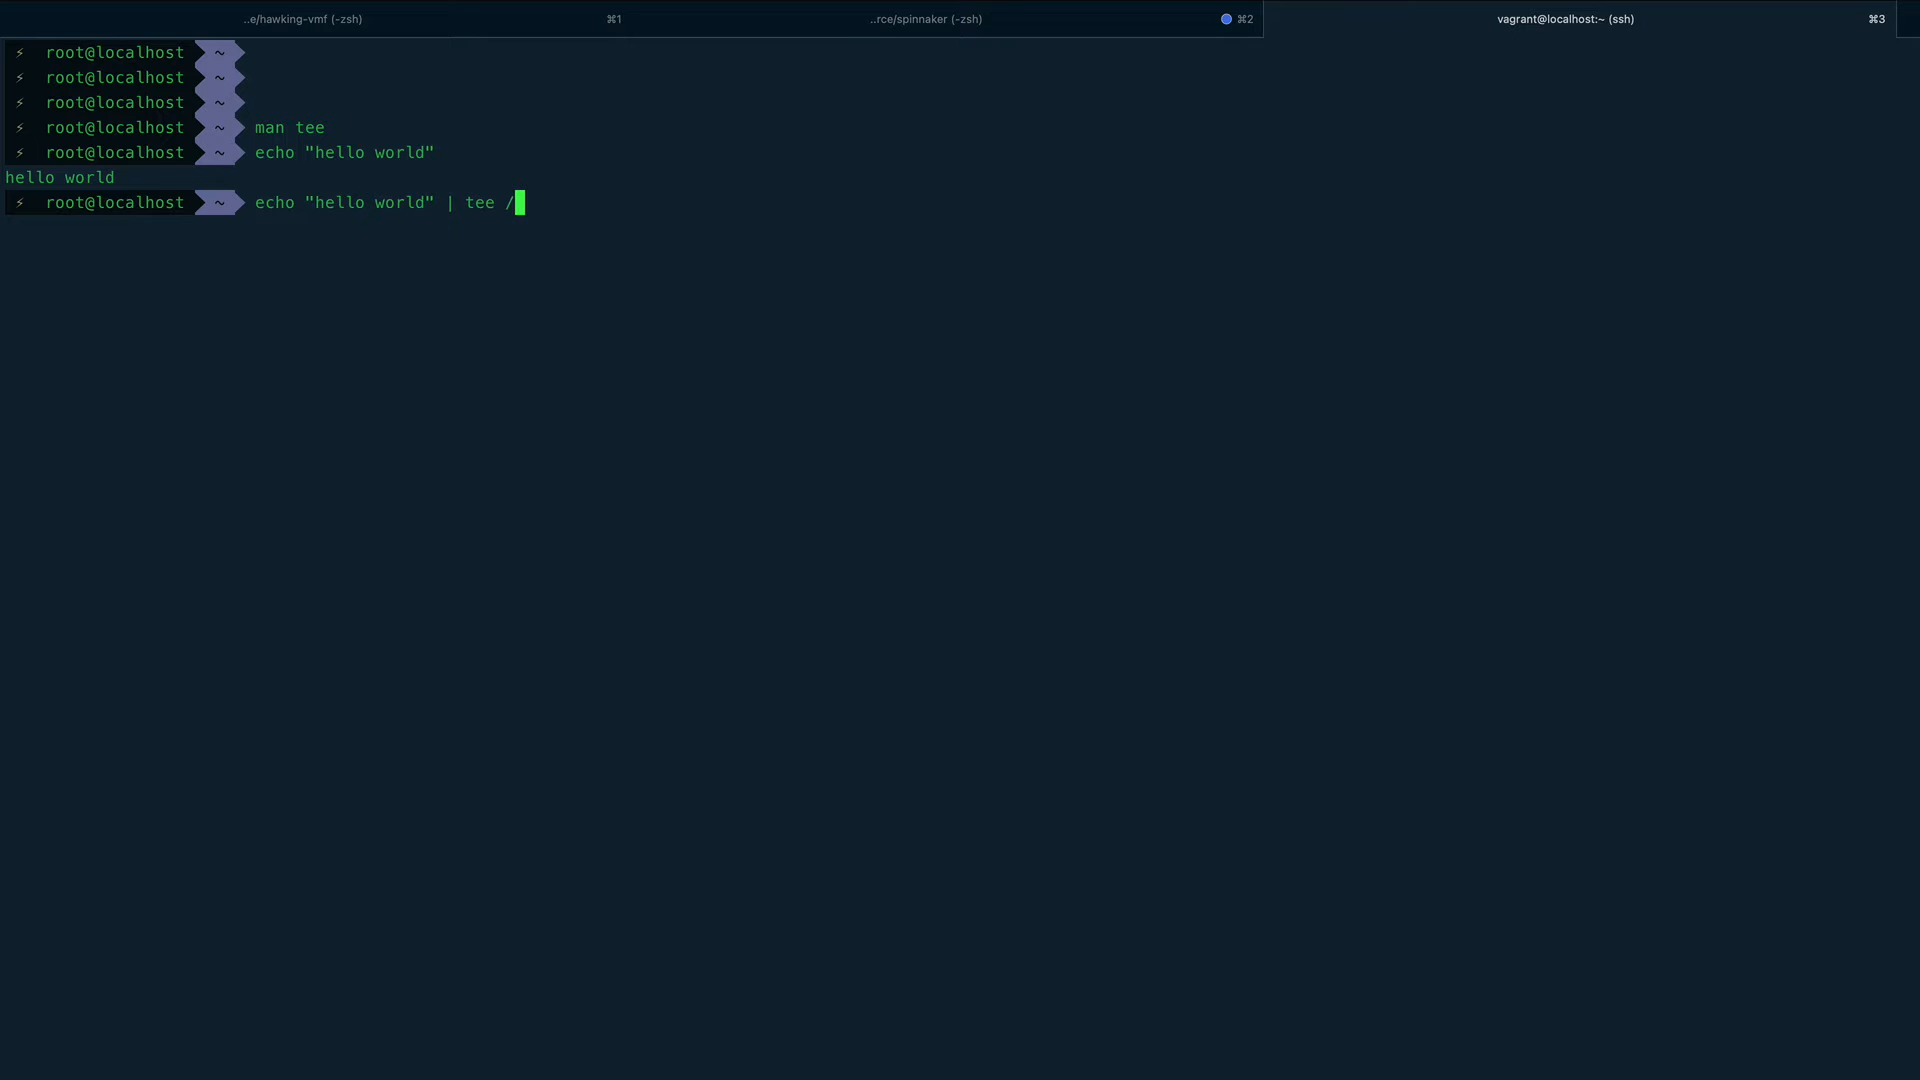 ..e/hawking-vmf (-zsh) ⌘1 ..rce/spinnaker (-zsh) ⌘2 vagrant@localhost:~ (ssh) ⌘3
⚡ root@localhost ~
⚡ root@localhost ~
⚡ root@localhost ~
⚡ root@localhost ~ man tee
⚡ root@localhost ~ echo "hello world"
hello world
⚡ root@localhost ~ echo "hello world" | tee /